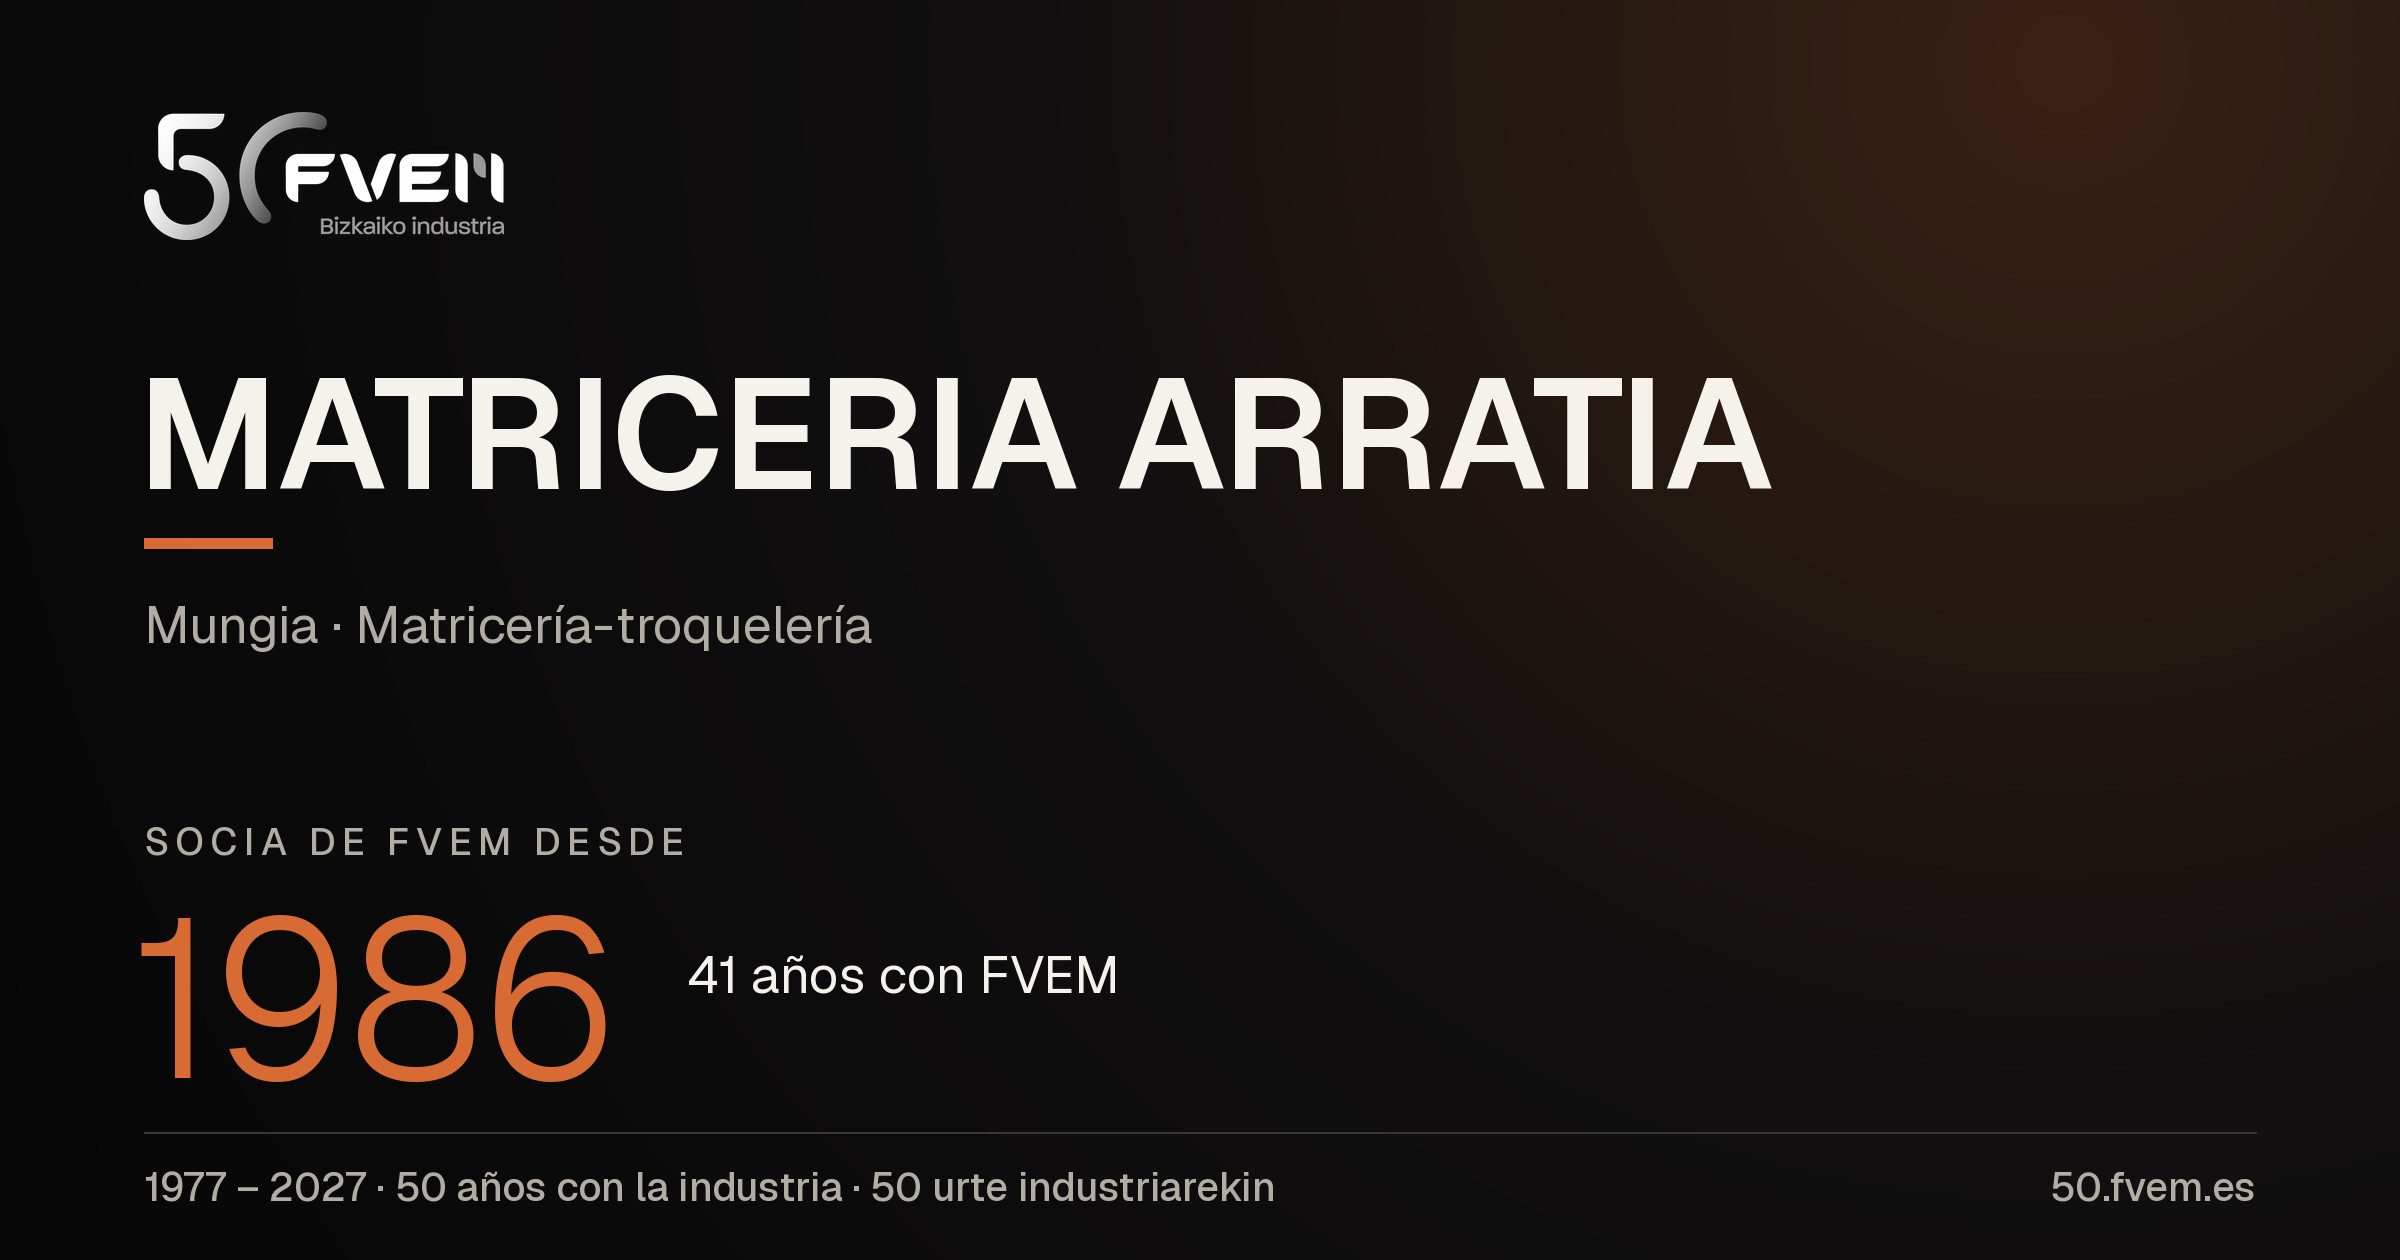 50 FVEM
Bizkaiko industria
MATRICERIA ARRATIA
Mungia · Matricería-troquelería
SOCIA DE FVEM DESDE
1986
41 años con FVEM
1977 – 2027 · 50 años con la industria · 50 urte industriarekin
50.fvem.es